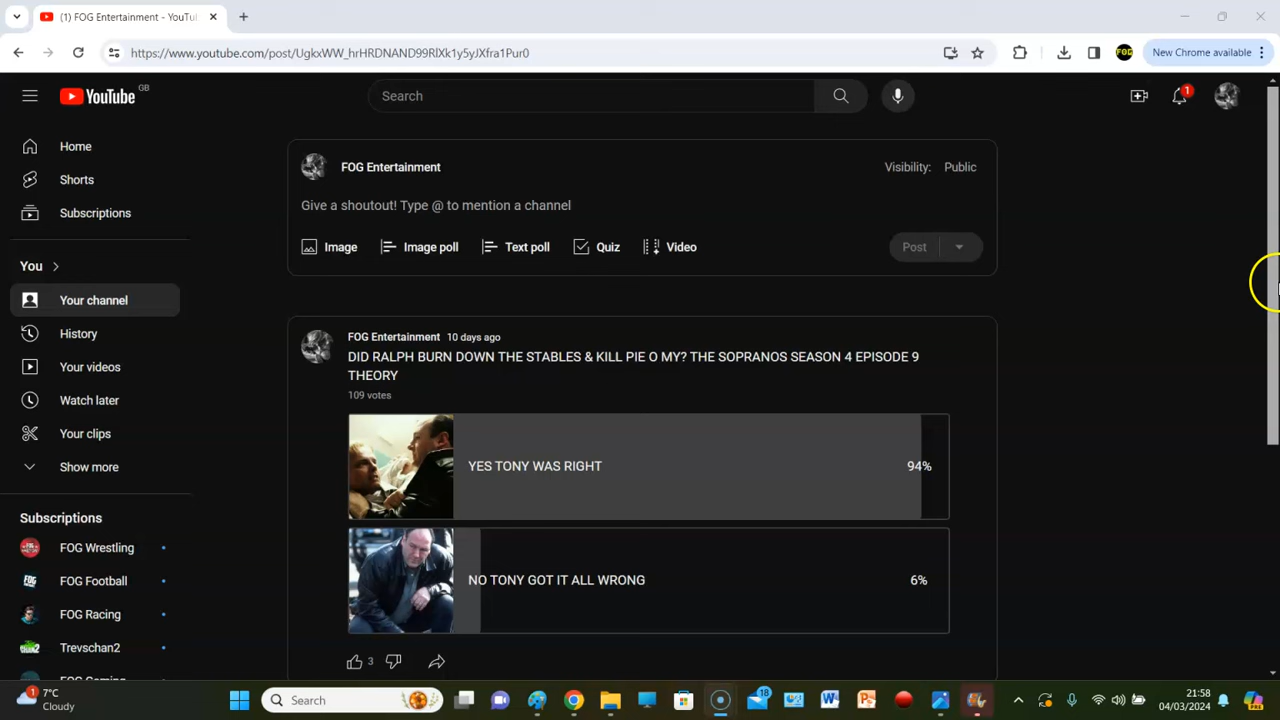 (1) FOG Entertainment - YouTu
https://www.youtube.com/post/UgkxWW_hrHRDNAND99RlXk1y5yJXfra1Pur0
FOG
New Chrome available
YouTube GB
Search
1
Home
Shorts
Subscriptions
You
Your channel
History
Your videos
Watch later
Your clips
Show more
Subscriptions
FOG Wrestling
FOG Football
FOG Racing
Trevschan2
FOG Entertainment
Visibility: Public
Give a shoutout! Type @ to mention a channel
Image
Image poll
Text poll
Quiz
Video
Post
FOG Entertainment 10 days ago
DID RALPH BURN DOWN THE STABLES & KILL PIE O MY? THE SOPRANOS SEASON 4 EPISODE 9
THEORY
109 votes
YES TONY WAS RIGHT 94%
NO TONY GOT IT ALL WRONG 6%
3
1
7°C
Cloudy
Search
18
21:58
04/03/2024